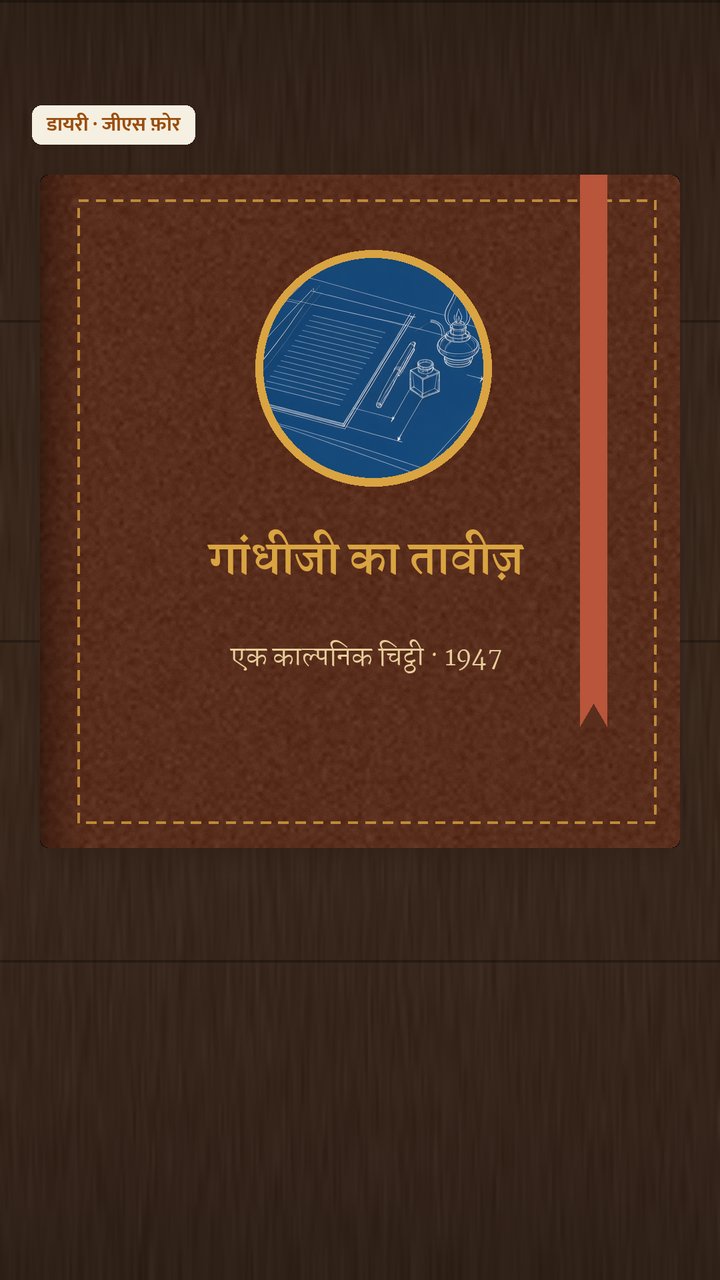 डायरी · जीएस फ़ोर
गांधीजी का तावीज़
एक काल्पनिक चिट्ठी · 1947